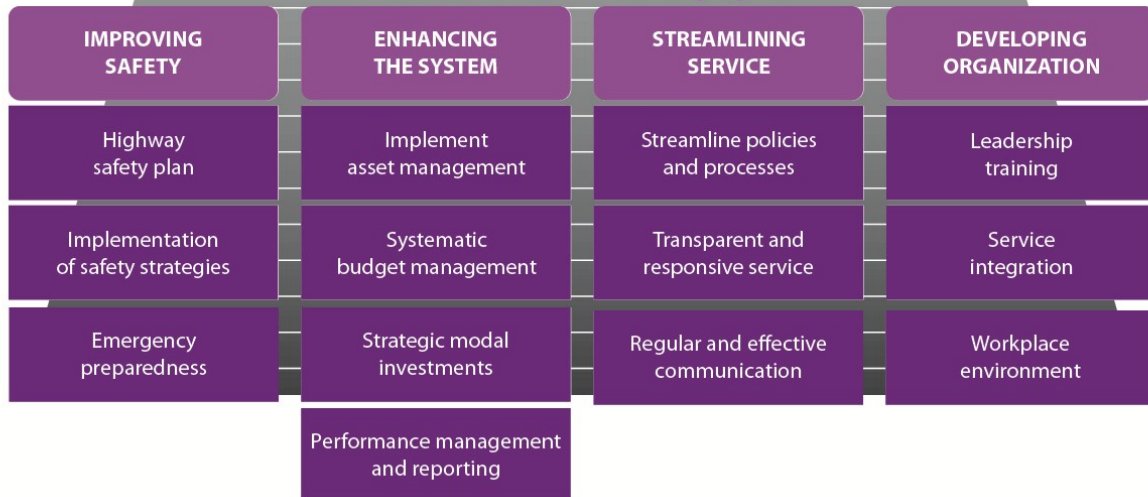 IMPROVING
SAFETY
ENHANCING
THE SYSTEM
STREAMLINING
SERVICE
DEVELOPING
ORGANIZATION
Highway
safety plan
Implement
asset management
Streamline policies
and processes
Leadership
training
Implementation
of safety strategies
Systematic
budget management
Transparent and
responsive service
Service
integration
Emergency
preparedness
Strategic modal
investments
Regular and effective
communication
Workplace
environment
Performance management
and reporting